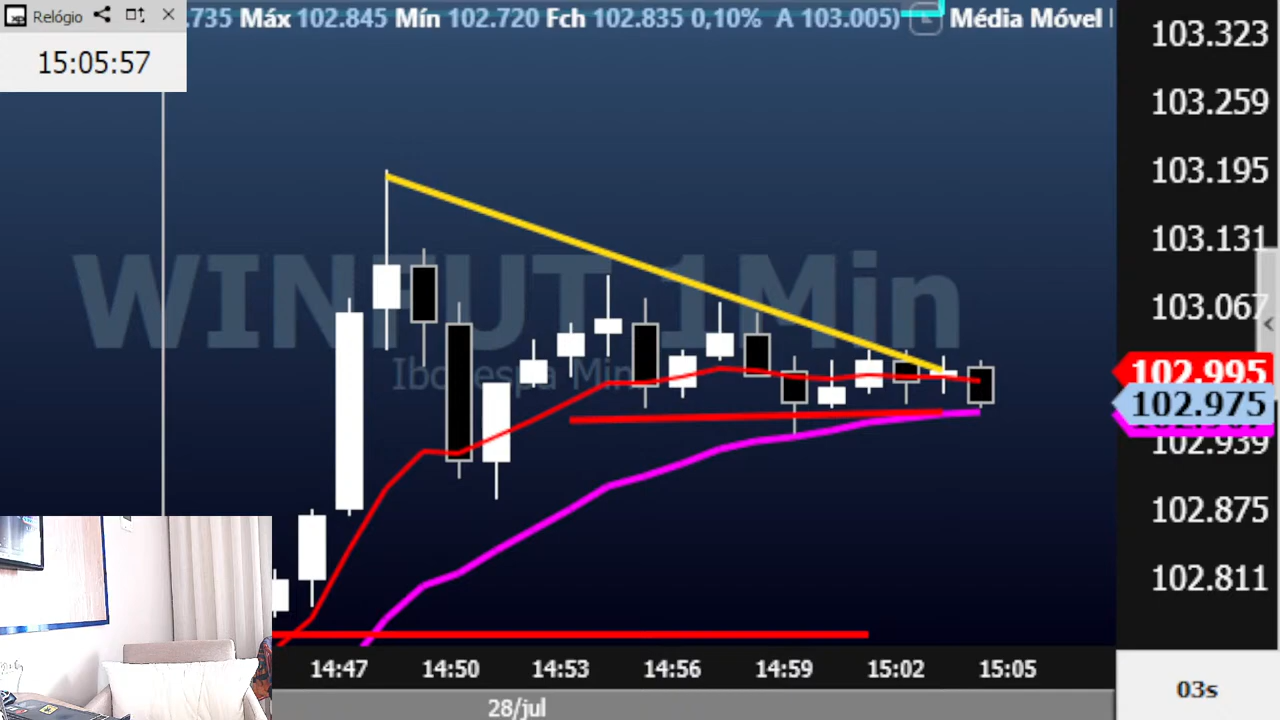 Relógio
15:05:57
.735 Máx 102.845 Mín 102.720 Fch 102.835 0,10% A 103.005) Média Móvel
WINFUT 1Min
Ibovespa Mini
103.323
103.259
103.195
103.131
103.067
102.995
102.975
102.939
102.875
102.811
14:47 14:50 14:53 14:56 14:59 15:02 15:05
28/jul
03s